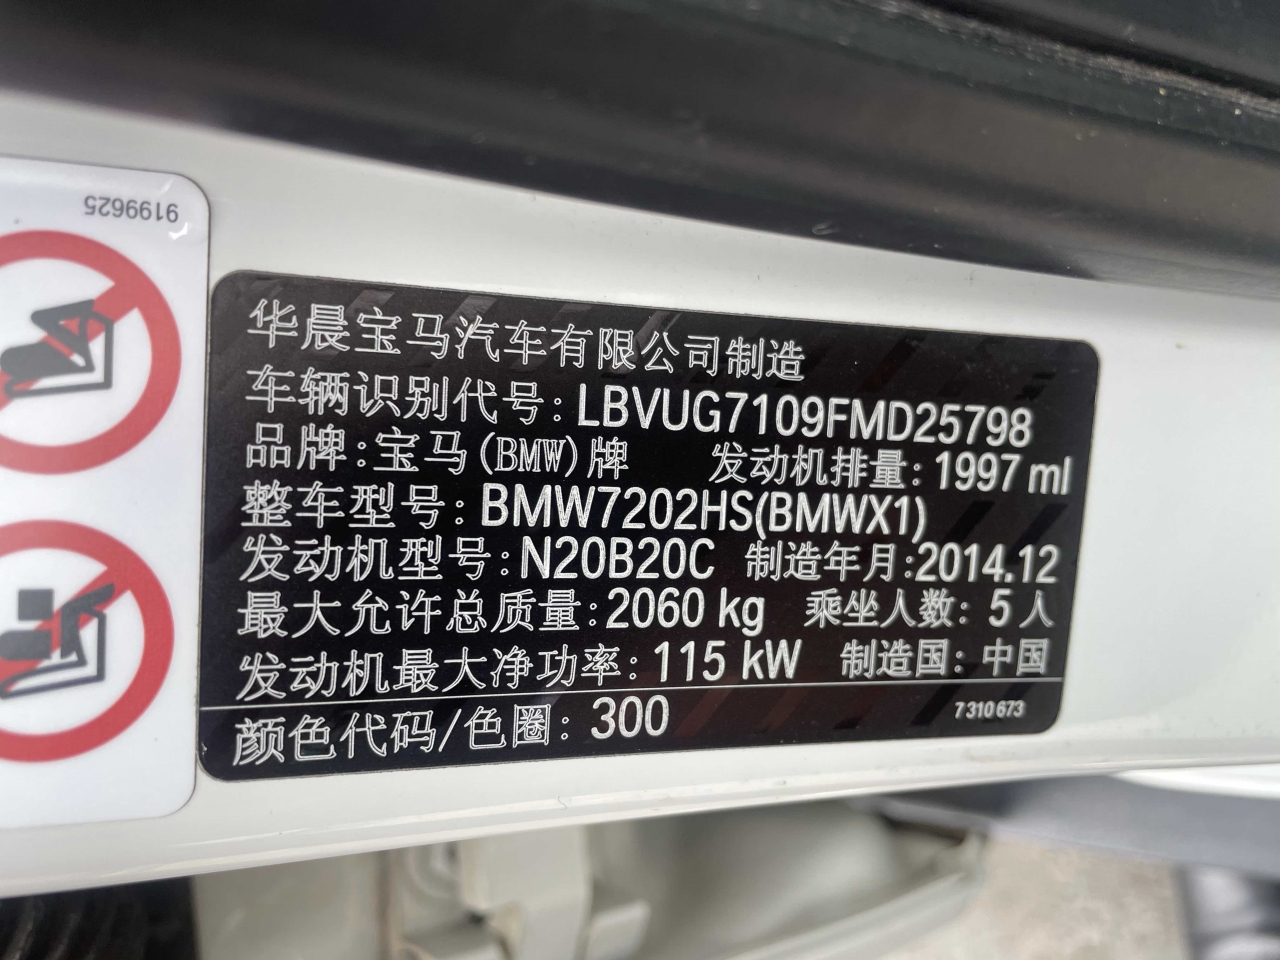 9199625
华晨宝马汽车有限公司制造
车辆识别代号: LBVUG7109FMD25798
品牌:宝马(BMW)牌 发动机排量: 1997 ml
整车型号: BMW7202HS(BMWX1)
发动机型号: N20B20C 制造年月:2014.12
最大允许总质量: 2060 kg 乘坐人数: 5 人
发动机最大净功率: 115 kW 制造国: 中国
颜色代码/色圈: 300 7310673